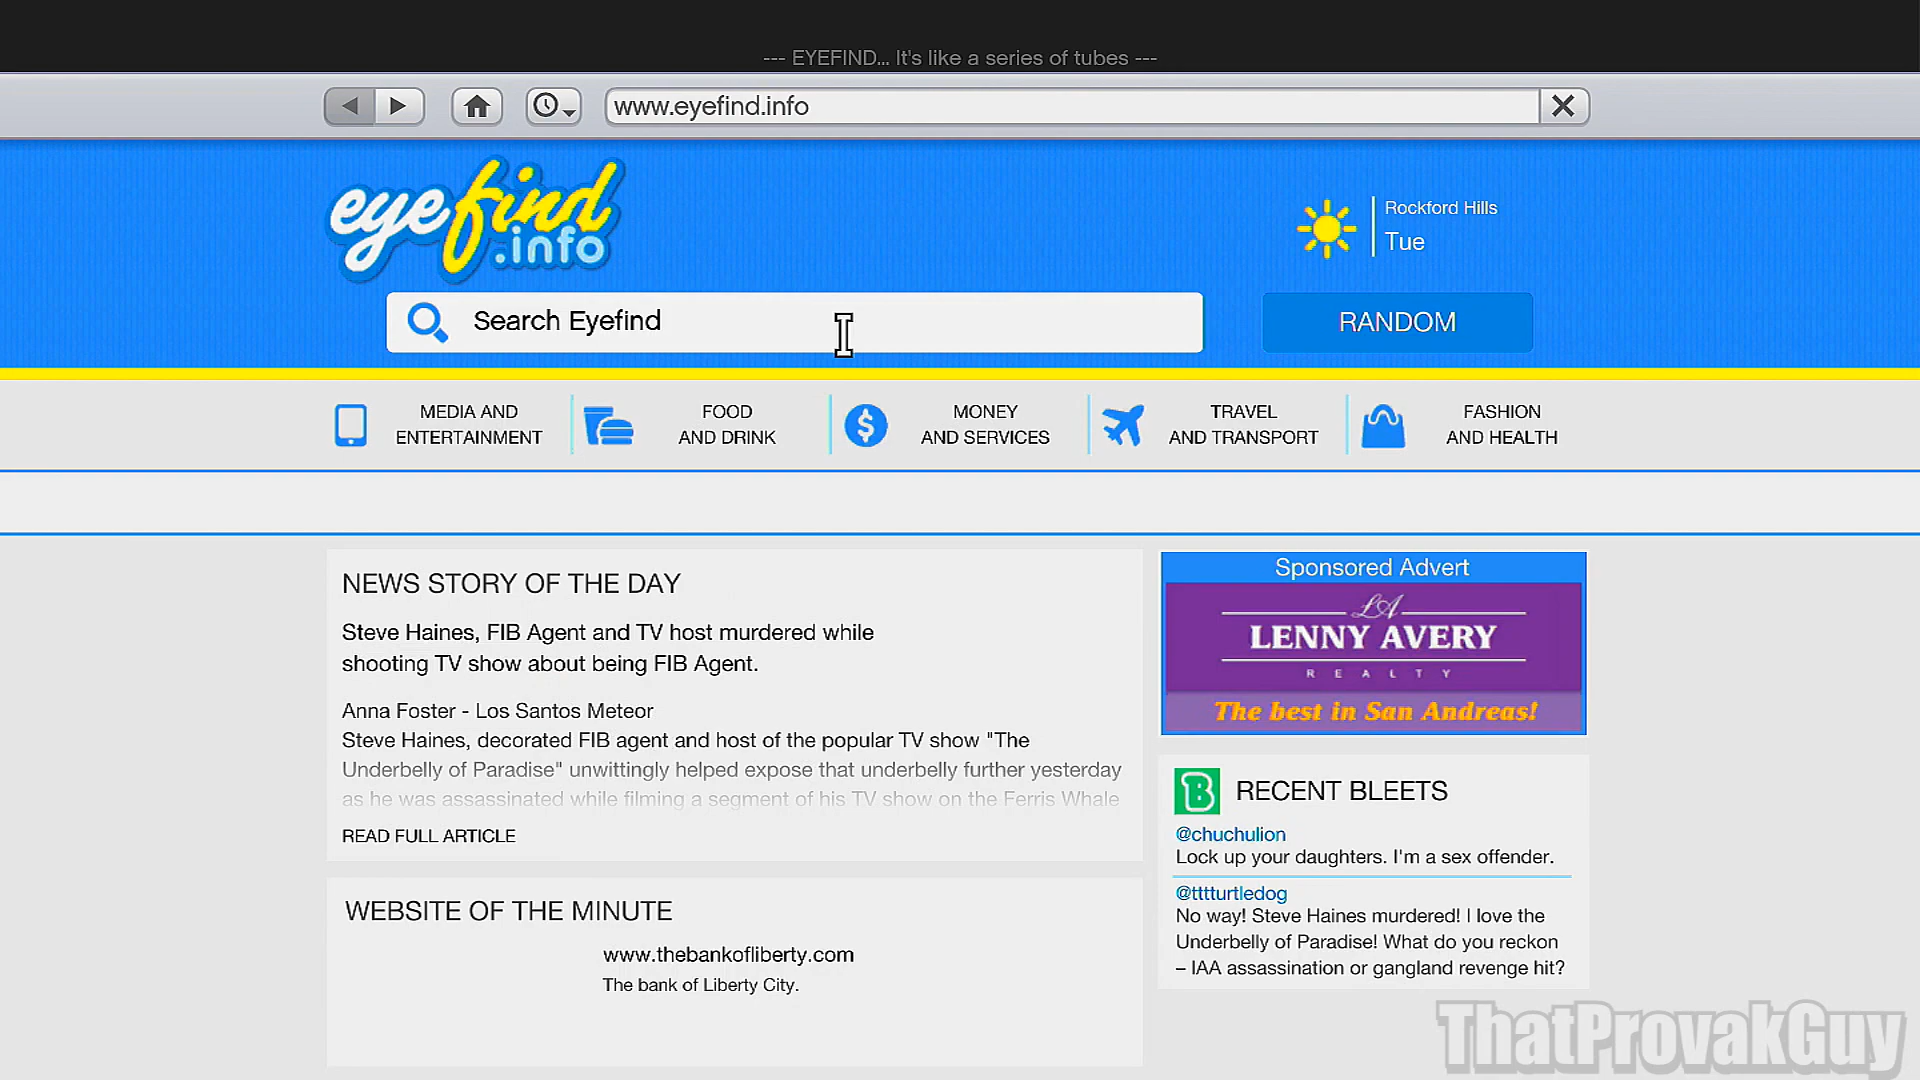 --- EYEFIND... It's like a series of tubes ---
www.eyefind.info
eyefind
.info
Rockford Hills
Tue
Search Eyefind
RANDOM
MEDIA AND
ENTERTAINMENT
FOOD
AND DRINK
MONEY
AND SERVICES
TRAVEL
AND TRANSPORT
FASHION
AND HEALTH
NEWS STORY OF THE DAY
Steve Haines, FIB Agent and TV host murdered while
shooting TV show about being FIB Agent.
Anna Foster - Los Santos Meteor
Steve Haines, decorated FIB agent and host of the popular TV show "The
Underbelly of Paradise" unwittingly helped expose that underbelly further yesterday
as he was assassinated while filming a segment of his TV show on the Ferris Whale
READ FULL ARTICLE
WEBSITE OF THE MINUTE
www.thebankofliberty.com
The bank of Liberty City.
Sponsored Advert
LA
LENNY AVERY
REALTY
The best in San Andreas!
B
RECENT BLEETS
@chuchulion
Lock up your daughters. I'm a sex offender.
@tttturtledog
No way! Steve Haines murdered! I love the
Underbelly of Paradise! What do you reckon
– IAA assassination or gangland revenge hit?
ThatProvakGuy